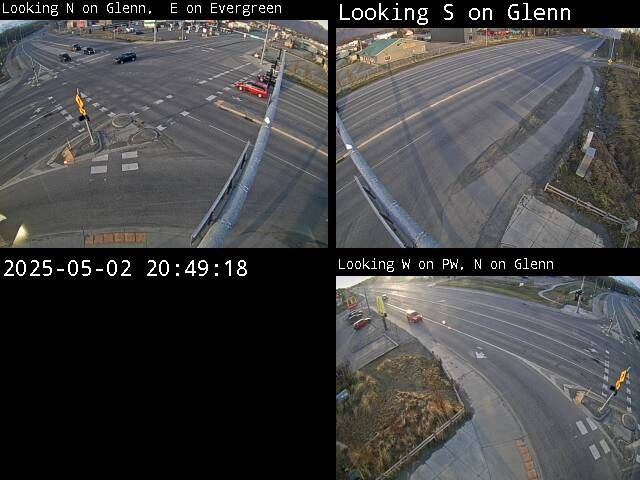 Looking N on Glenn,  E on Evergreen
Looking S on Glenn
2025-05-02 20:49:18
Looking W on PW, N on Glenn